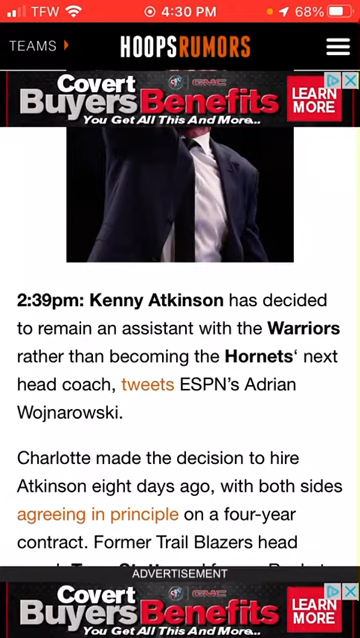 TFW 4:30 PM 68%
TEAMS HOOPSRUMORS
Covert GMC
Buyers Benefits LEARN MORE
You Get All This And More...
2:39pm: Kenny Atkinson has decided
to remain an assistant with the Warriors
rather than becoming the Hornets‘ next
head coach, tweets ESPN’s Adrian
Wojnarowski.
Charlotte made the decision to hire
Atkinson eight days ago, with both sides
agreeing in principle on a four-year
contract. Former Trail Blazers head
ADVERTISEMENT
Covert GMC
Buyers Benefits LEARN MORE
You Get All This And More...